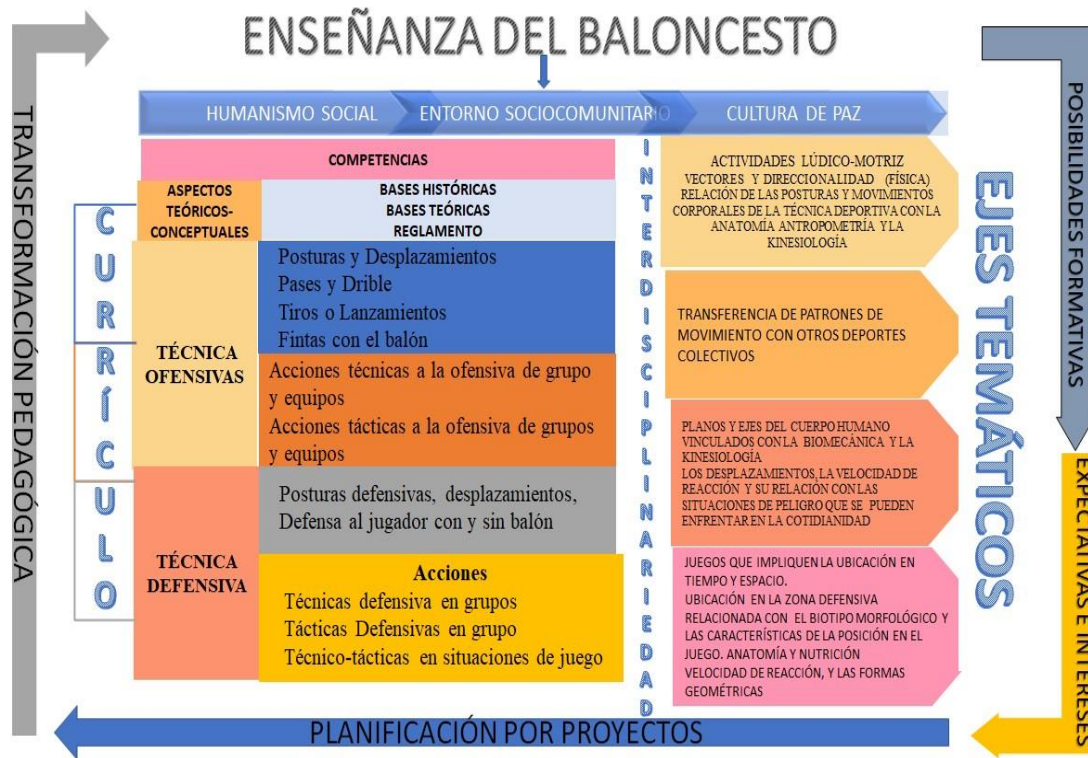 ENSEÑANZA DEL BALONCESTO
TRANSFORMACIÓN PEDAGÓGICA
HUMANISMO SOCIAL
ENTORNO SOCIOCOMUNITARIO
CULTURA DE PAZ
CURRÍCULO
COMPETENCIAS
ASPECTOS
TEÓRICOS-
CONCEPTUALES
BASES HISTÓRICAS
BASES TEÓRICAS
REGLAMENTO
TÉCNICA
OFENSIVAS
Posturas y Desplazamientos
Pases y Drible
Tiros o Lanzamientos
Fintas con el balón
Acciones técnicas a la ofensiva de grupo
y equipos
Acciones tácticas a la ofensiva de grupos
y equipos
TÉCNICA
DEFENSIVA
Posturas defensivas, desplazamientos,
Defensa al jugador con y sin balón
Acciones
Técnicas defensiva en grupos
Tácticas Defensivas en grupo
Técnico-tácticas en situaciones de juego
INTERDISCIPLINARIEDAD
ACTIVIDADES LÚDICO-MOTRIZ
VECTORES Y DIRECCIONALIDAD (FÍSICA)
RELACIÓN DE LAS POSTURAS Y MOVIMIENTOS
CORPORALES DE LA TÉCNICA DEPORTIVA CON LA
ANATOMÍA ANTROPOMETRÍA Y LA
KINESIOLOGÍA
TRANSFERENCIA DE PATRONES DE
MOVIMIENTO CON OTROS DEPORTES
COLECTIVOS
PLANOS Y EJES DEL CUERPO HUMANO
VINCULADOS CON LA BIOMECÁNICA Y LA
KINESIOLOGÍA
LOS DESPLAZAMIENTOS, LA VELOCIDAD DE
REACCIÓN Y SU RELACIÓN CON LAS
SITUACIONES DE PELIGRO QUE SE PUEDEN
ENFRENTAR EN LA COTIDIANIDAD
JUEGOS QUE IMPLIQUEN LA UBICACIÓN EN
TIEMPO Y ESPACIO.
UBICACIÓN EN LA ZONA DEFENSIVA
RELACIONADA CON EL BIOTIPO MORFOLÓGICO Y
LAS CARACTERÍSTICAS DE LA POSICIÓN EN EL
JUEGO. ANATOMÍA Y NUTRICIÓN
VELOCIDAD DE REACCIÓN, Y LAS FORMAS
GEOMÉTRICAS
EJES TEMÁTICOS
POSIBILIDADES FORMATIVAS
EXPECTATIVAS E INTERESES
PLANIFICACIÓN POR PROYECTOS